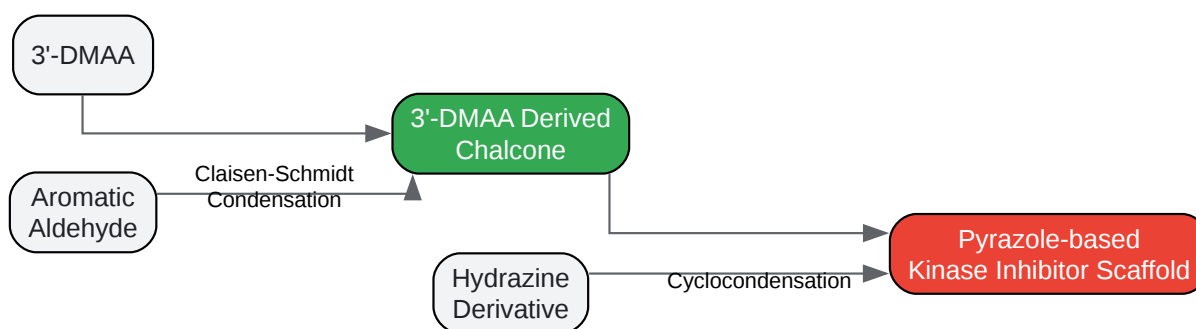 3'-DMAA
3'-DMAA Derived
Chalcone
Claisen-Schmidt
Condensation
Aromatic
Aldehyde
Pyrazole-based
Kinase Inhibitor Scaffold
Hydrazine
Derivative
Cyclocondensation